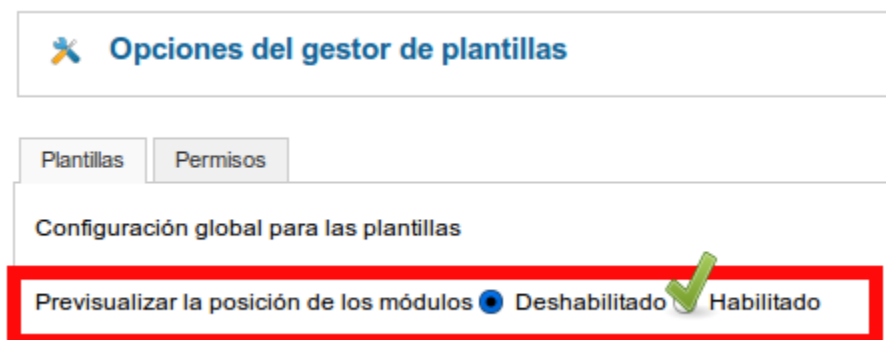 Opciones del gestor de plantillas
Plantillas Permisos
Configuración global para las plantillas
Previsualizar la posición de los módulos Deshabilitado Habilitado